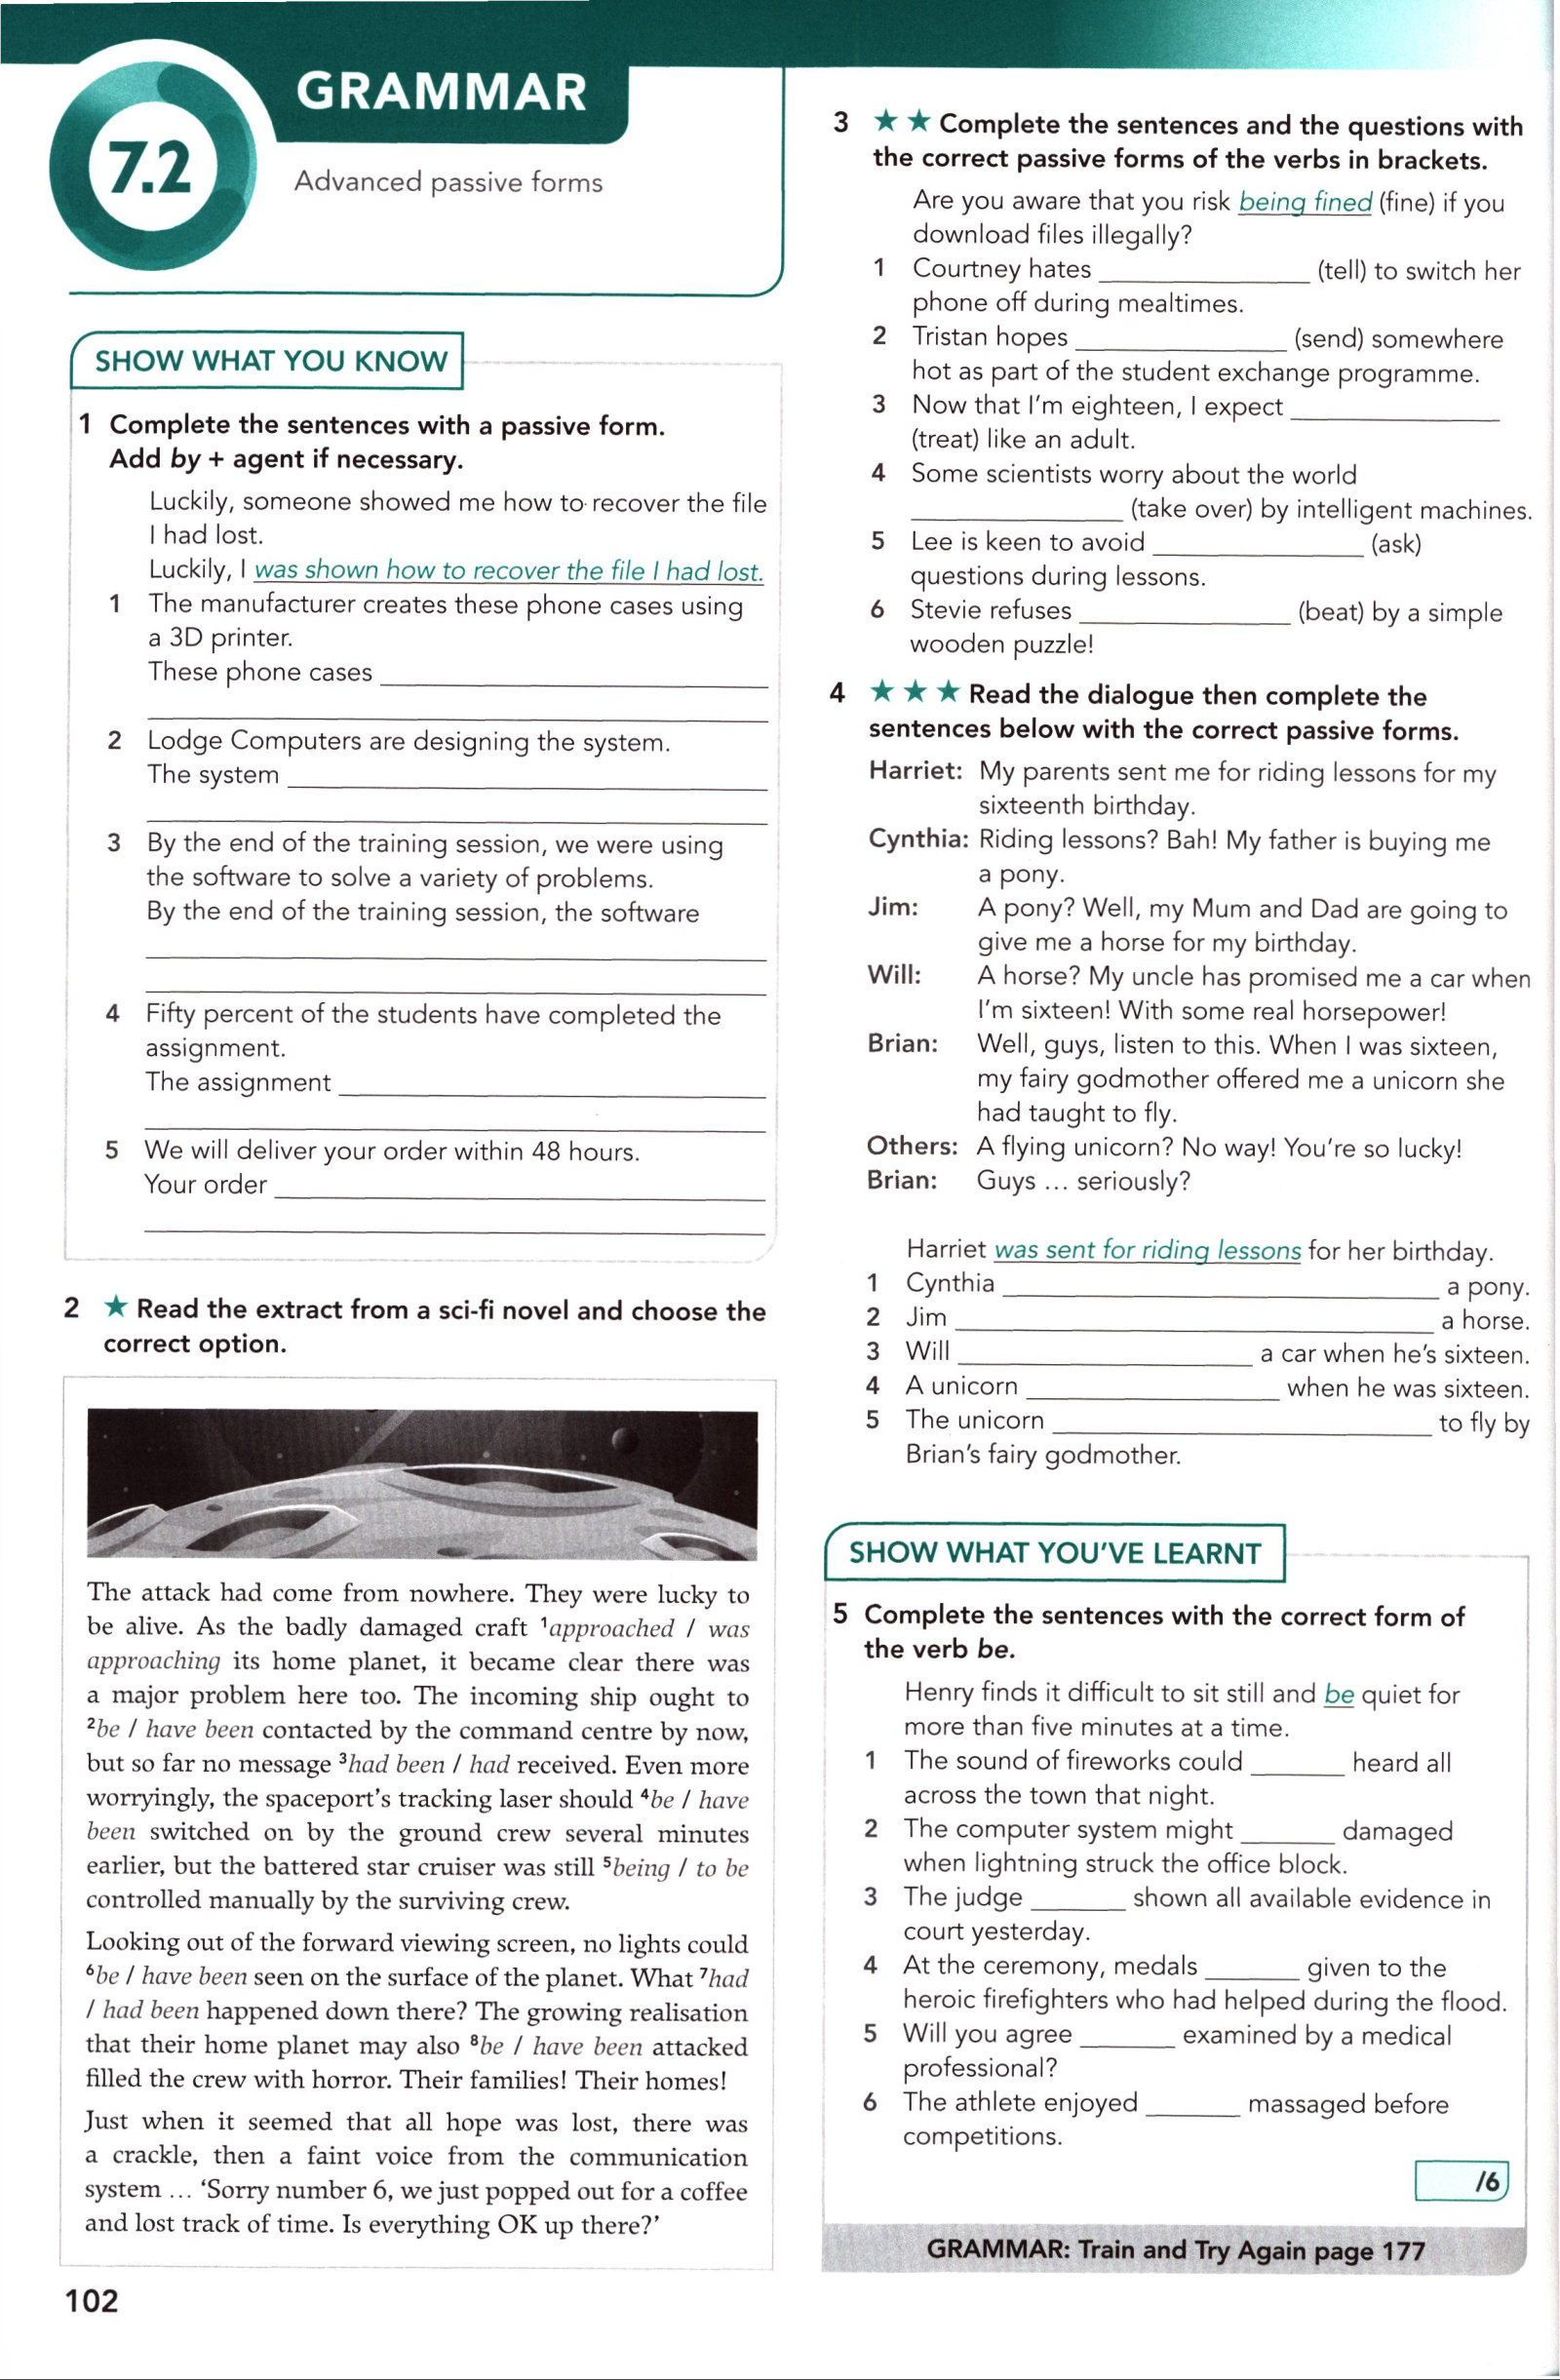 GRAMMAR
7.2
Advanced passive forms
SHOW WHAT YOU KNOW
1 Complete the sentences with a passive form.
Add by + agent if necessary.
Luckily, someone showed me how to recover the file
I had lost.
Luckily, I was shown how to recover the file I had lost.
1 The manufacturer creates these phone cases using
a 3D printer.
These phone cases ____
____
2 Lodge Computers are designing the system.
The system ____
____
3 By the end of the training session, we were using
the software to solve a variety of problems.
By the end of the training session, the software
____
____
4 Fifty percent of the students have completed the
assignment.
The assignment ____
____
5 We will deliver your order within 48 hours.
Your order ____
____
2 ★ Read the extract from a sci-fi novel and choose the
correct option.
The attack had come from nowhere. They were lucky to
be alive. As the badly damaged craft ¹approached / was
approaching its home planet, it became clear there was
a major problem here too. The incoming ship ought to
²be / have been contacted by the command centre by now,
but so far no message ³had been / had received. Even more
worryingly, the spaceport's tracking laser should ⁴be / have
been switched on by the ground crew several minutes
earlier, but the battered star cruiser was still ⁵being / to be
controlled manually by the surviving crew.
Looking out of the forward viewing screen, no lights could
⁶be / have been seen on the surface of the planet. What ⁷had
/ had been happened down there? The growing realisation
that their home planet may also ⁸be / have been attacked
filled the crew with horror. Their families! Their homes!
Just when it seemed that all hope was lost, there was
a crackle, then a faint voice from the communication
system ... 'Sorry number 6, we just popped out for a coffee
and lost track of time. Is everything OK up there?'
102
3 ★ ★ Complete the sentences and the questions with
the correct passive forms of the verbs in brackets.
Are you aware that you risk being fined (fine) if you
download files illegally?
1 Courtney hates ____ (tell) to switch her
phone off during mealtimes.
2 Tristan hopes ____ (send) somewhere
hot as part of the student exchange programme.
3 Now that I'm eighteen, I expect ____
(treat) like an adult.
4 Some scientists worry about the world
____ (take over) by intelligent machines.
5 Lee is keen to avoid ____ (ask)
questions during lessons.
6 Stevie refuses ____ (beat) by a simple
wooden puzzle!
4 ★ ★ ★ Read the dialogue then complete the
sentences below with the correct passive forms.
Harriet: My parents sent me for riding lessons for my
sixteenth birthday.
Cynthia: Riding lessons? Bah! My father is buying me
a pony.
Jim: A pony? Well, my Mum and Dad are going to
give me a horse for my birthday.
Will: A horse? My uncle has promised me a car when
I'm sixteen! With some real horsepower!
Brian: Well, guys, listen to this. When I was sixteen,
my fairy godmother offered me a unicorn she
had taught to fly.
Others: A flying unicorn? No way! You're so lucky!
Brian: Guys ... seriously?
Harriet was sent for riding lessons for her birthday.
1 Cynthia ____ a pony.
2 Jim ____ a horse.
3 Will ____ a car when he's sixteen.
4 A unicorn ____ when he was sixteen.
5 The unicorn ____ to fly by
Brian's fairy godmother.
SHOW WHAT YOU'VE LEARNT
5 Complete the sentences with the correct form of
the verb be.
Henry finds it difficult to sit still and be quiet for
more than five minutes at a time.
1 The sound of fireworks could ____ heard all
across the town that night.
2 The computer system might ____ damaged
when lightning struck the office block.
3 The judge ____ shown all available evidence in
court yesterday.
4 At the ceremony, medals ____ given to the
heroic firefighters who had helped during the flood.
5 Will you agree ____ examined by a medical
professional?
6 The athlete enjoyed ____ massaged before
competitions.
/6
GRAMMAR: Train and Try Again page 177